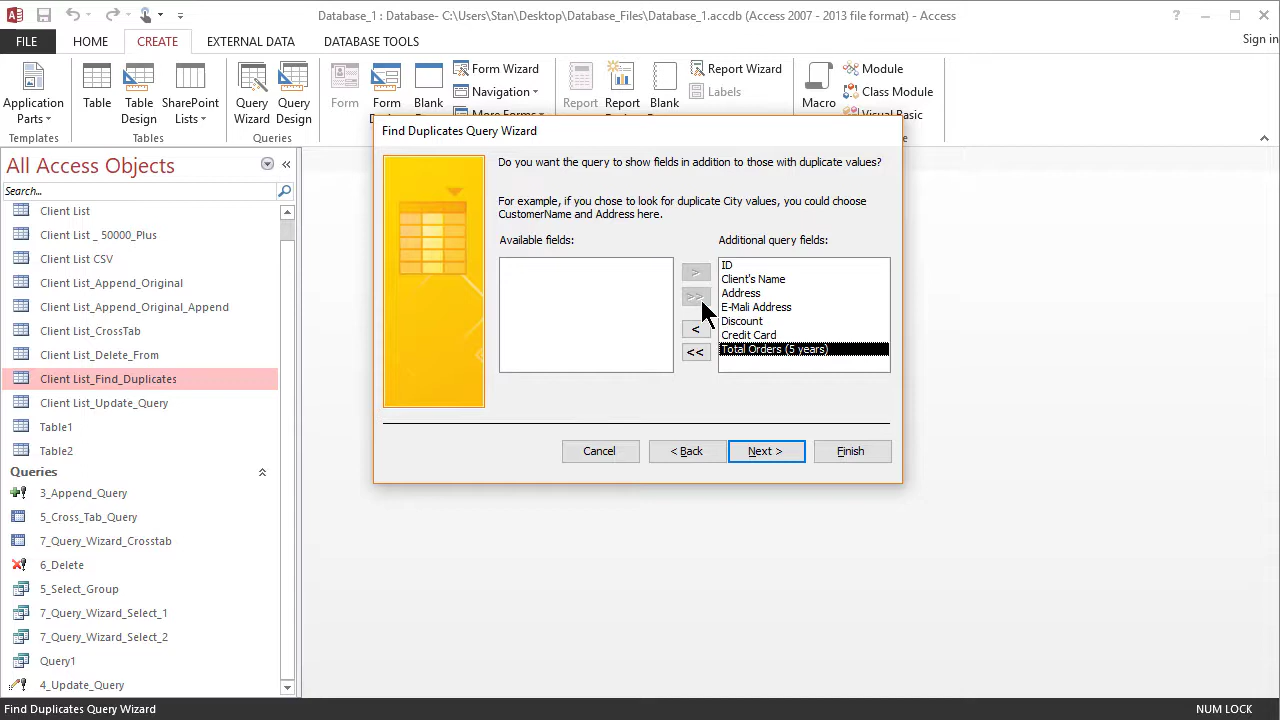 Database_1 : Database- C:\Users\Stan\Desktop\Database_Files\Database_1.accdb (Access 2007 - 2013 file format) - Access
?
FILE HOME CREATE EXTERNAL DATA DATABASE TOOLS Sign in
Application Parts
Templates
Table
Table Design
SharePoint Lists
Tables
Query Wizard
Query Design
Queries
Form
Form
Blank
Form Wizard
Navigation
More Forms
Report
Report
Blank
Report Wizard
Labels
Macro
Module
Class Module
Visual Basic
All Access Objects
Search...
Client List
Client List _ 50000_Plus
Client List CSV
Client List_Append_Original
Client List_Append_Original_Append
Client List_CrossTab
Client List_Delete_From
Client List_Find_Duplicates
Client List_Update_Query
Table1
Table2
Queries
3_Append_Query
5_Cross_Tab_Query
7_Query_Wizard_Crosstab
6_Delete
5_Select_Group
7_Query_Wizard_Select_1
7_Query_Wizard_Select_2
Query1
4_Update_Query
Find Duplicates Query Wizard
Do you want the query to show fields in addition to those with duplicate values?
For example, if you chose to look for duplicate City values, you could choose
CustomerName and Address here.
Available fields:
Additional query fields:
>
>>
<
<<
ID
Client's Name
Address
E-Mali Address
Discount
Credit Card
Total Orders (5 years)
Cancel < Back Next > Finish
Find Duplicates Query Wizard NUM LOCK